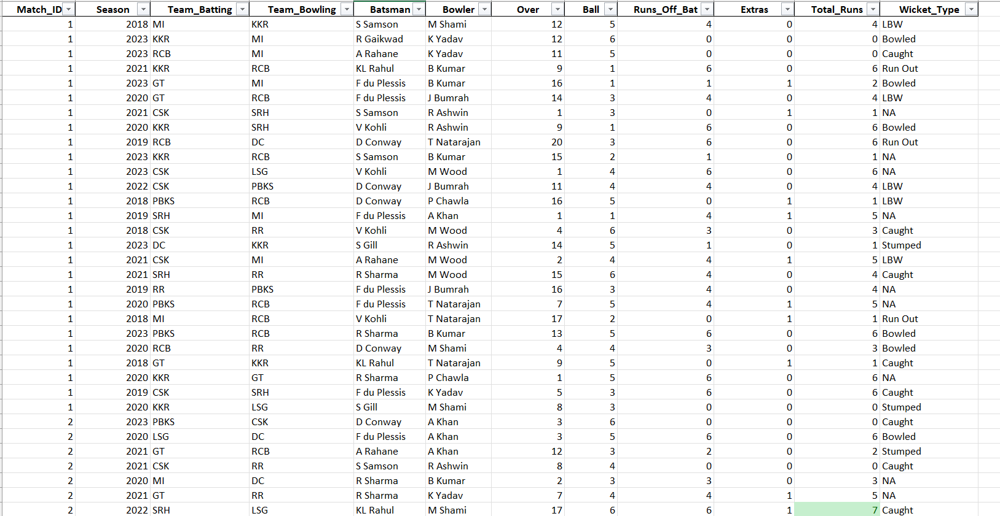 Match_ID Season Team_Batting Team_Bowling Batsman Bowler Over Ball Runs_Off_Bat Extras Total_Runs Wicket_Type
1 2018 MI KKR S Samson M Shami 12 5 4 0 4 LBW
1 2023 KKR MI R Gaikwad K Yadav 12 6 0 0 0 Bowled
1 2023 RCB MI A Rahane K Yadav 11 5 0 0 0 Caught
1 2021 KKR RCB KL Rahul B Kumar 9 1 6 0 6 Run Out
1 2023 GT MI F du Plessis B Kumar 16 1 1 1 2 Bowled
1 2020 GT RCB F du Plessis J Bumrah 14 3 4 0 4 LBW
1 2021 CSK SRH S Samson R Ashwin 1 3 0 1 1 NA
1 2020 KKR SRH V Kohli R Ashwin 9 1 6 0 6 Bowled
1 2019 RCB DC D Conway T Natarajan 20 3 6 0 6 Run Out
1 2023 KKR RCB S Samson B Kumar 15 2 1 0 1 NA
1 2023 CSK LSG V Kohli M Wood 1 4 6 0 6 NA
1 2022 CSK PBKS D Conway J Bumrah 11 4 4 0 4 LBW
1 2018 PBKS RCB D Conway P Chawla 16 5 0 1 1 LBW
1 2019 SRH MI F du Plessis A Khan 1 1 4 1 5 NA
1 2018 CSK RR V Kohli M Wood 4 6 3 0 3 Caught
1 2023 DC KKR S Gill R Ashwin 14 5 1 0 1 Stumped
1 2021 CSK MI A Rahane M Wood 2 4 4 1 5 LBW
1 2021 SRH RR R Sharma M Wood 15 6 4 0 4 Caught
1 2019 RR PBKS F du Plessis J Bumrah 16 3 4 0 4 NA
1 2020 PBKS RCB F du Plessis T Natarajan 7 5 4 1 5 NA
1 2018 MI RCB V Kohli T Natarajan 17 2 0 1 1 Run Out
1 2023 PBKS RCB R Sharma B Kumar 13 5 6 0 6 Bowled
1 2020 RCB RR D Conway M Shami 4 4 3 0 3 Bowled
1 2018 GT KKR KL Rahul T Natarajan 9 5 0 1 1 Caught
1 2020 KKR GT R Sharma P Chawla 1 5 6 0 6 NA
1 2019 CSK SRH F du Plessis K Yadav 5 3 6 0 6 Caught
1 2020 KKR LSG S Gill M Shami 8 3 0 0 0 Stumped
2 2023 PBKS CSK D Conway A Khan 3 6 0 0 0 Caught
2 2020 LSG DC F du Plessis A Khan 3 5 6 0 6 Bowled
2 2021 GT RCB A Rahane A Khan 12 3 2 0 2 Stumped
2 2021 CSK RR S Samson R Ashwin 8 4 0 0 0 Caught
2 2020 MI DC R Sharma B Kumar 2 3 3 0 3 NA
2 2021 GT RR R Sharma K Yadav 7 4 4 1 5 NA
2 2022 SRH LSG KL Rahul M Shami 17 6 6 1 7 Caught